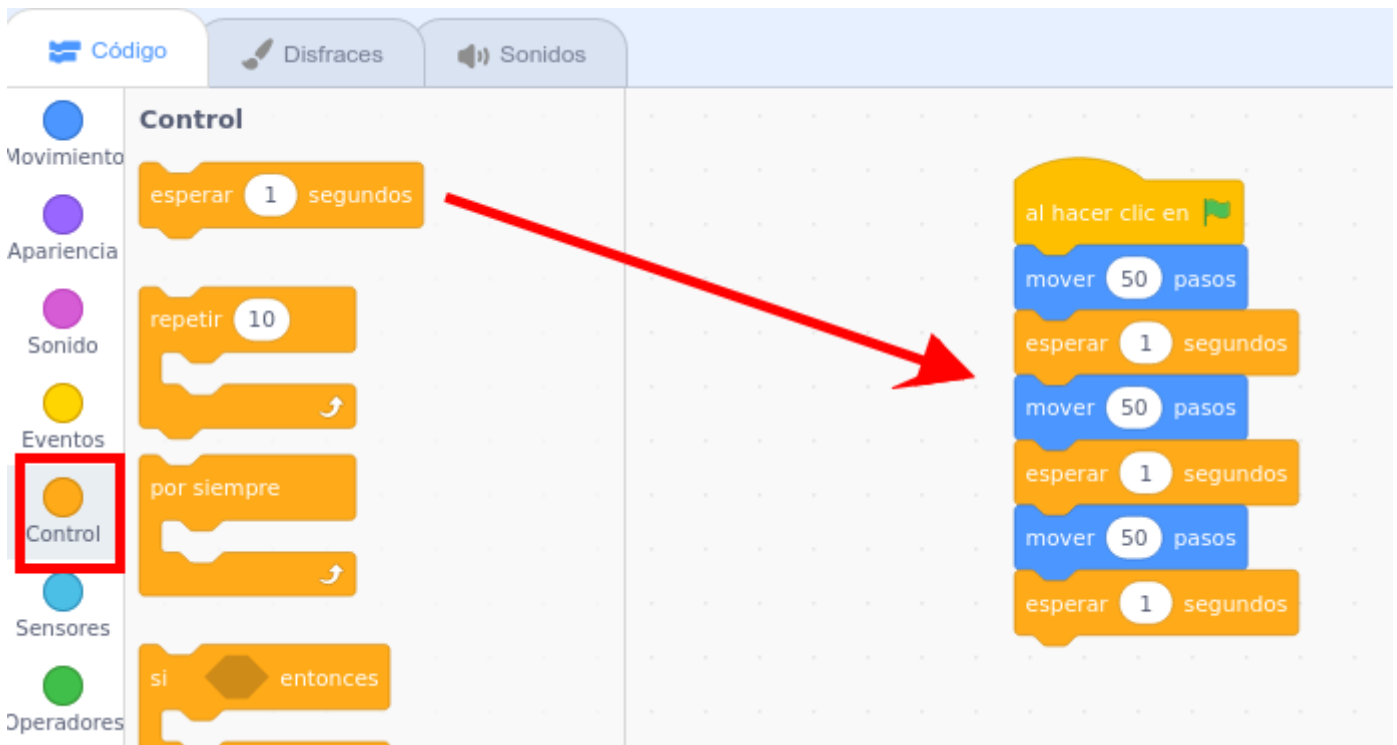 Código
Disfraces
Sonidos
Movimiento
Apariencia
Sonido
Eventos
Control
Sensores
Operadores
Control
esperar 1 segundos
repetir 10
por siempre
si entonces
al hacer clic en
mover 50 pasos
esperar 1 segundos
mover 50 pasos
esperar 1 segundos
mover 50 pasos
esperar 1 segundos